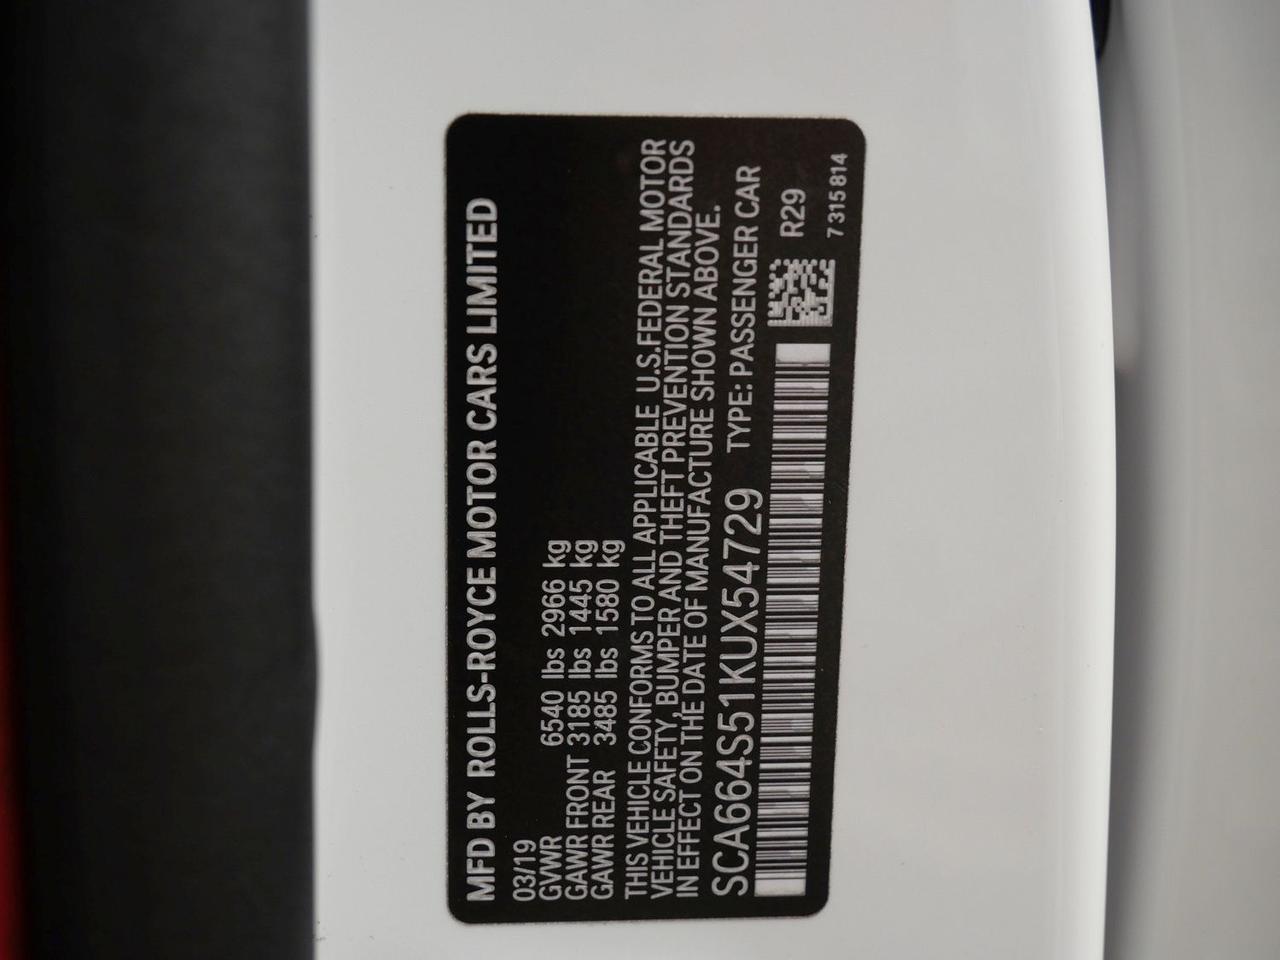 MFD BY ROLLS-ROYCE MOTOR CARS LIMITED
03/19
GVWR 6540 lbs 2966 kg
GAWR FRONT 3185 lbs 1445 kg
GAWR REAR 3485 lbs 1580 kg
THIS VEHICLE CONFORMS TO ALL APPLICABLE U.S.FEDERAL MOTOR
VEHICLE SAFETY, BUMPER AND THEFT PREVENTION STANDARDS
IN EFFECT ON THE DATE OF MANUFACTURE SHOWN ABOVE.
SCA664S51KUX54729 TYPE: PASSENGER CAR
R29
7 315 814